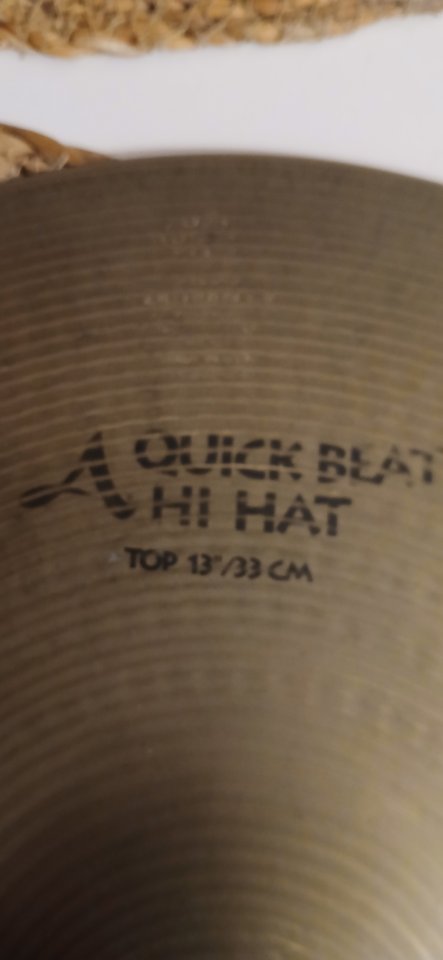 A QUICK BEAT
HI HAT
TOP 13"/33 CM